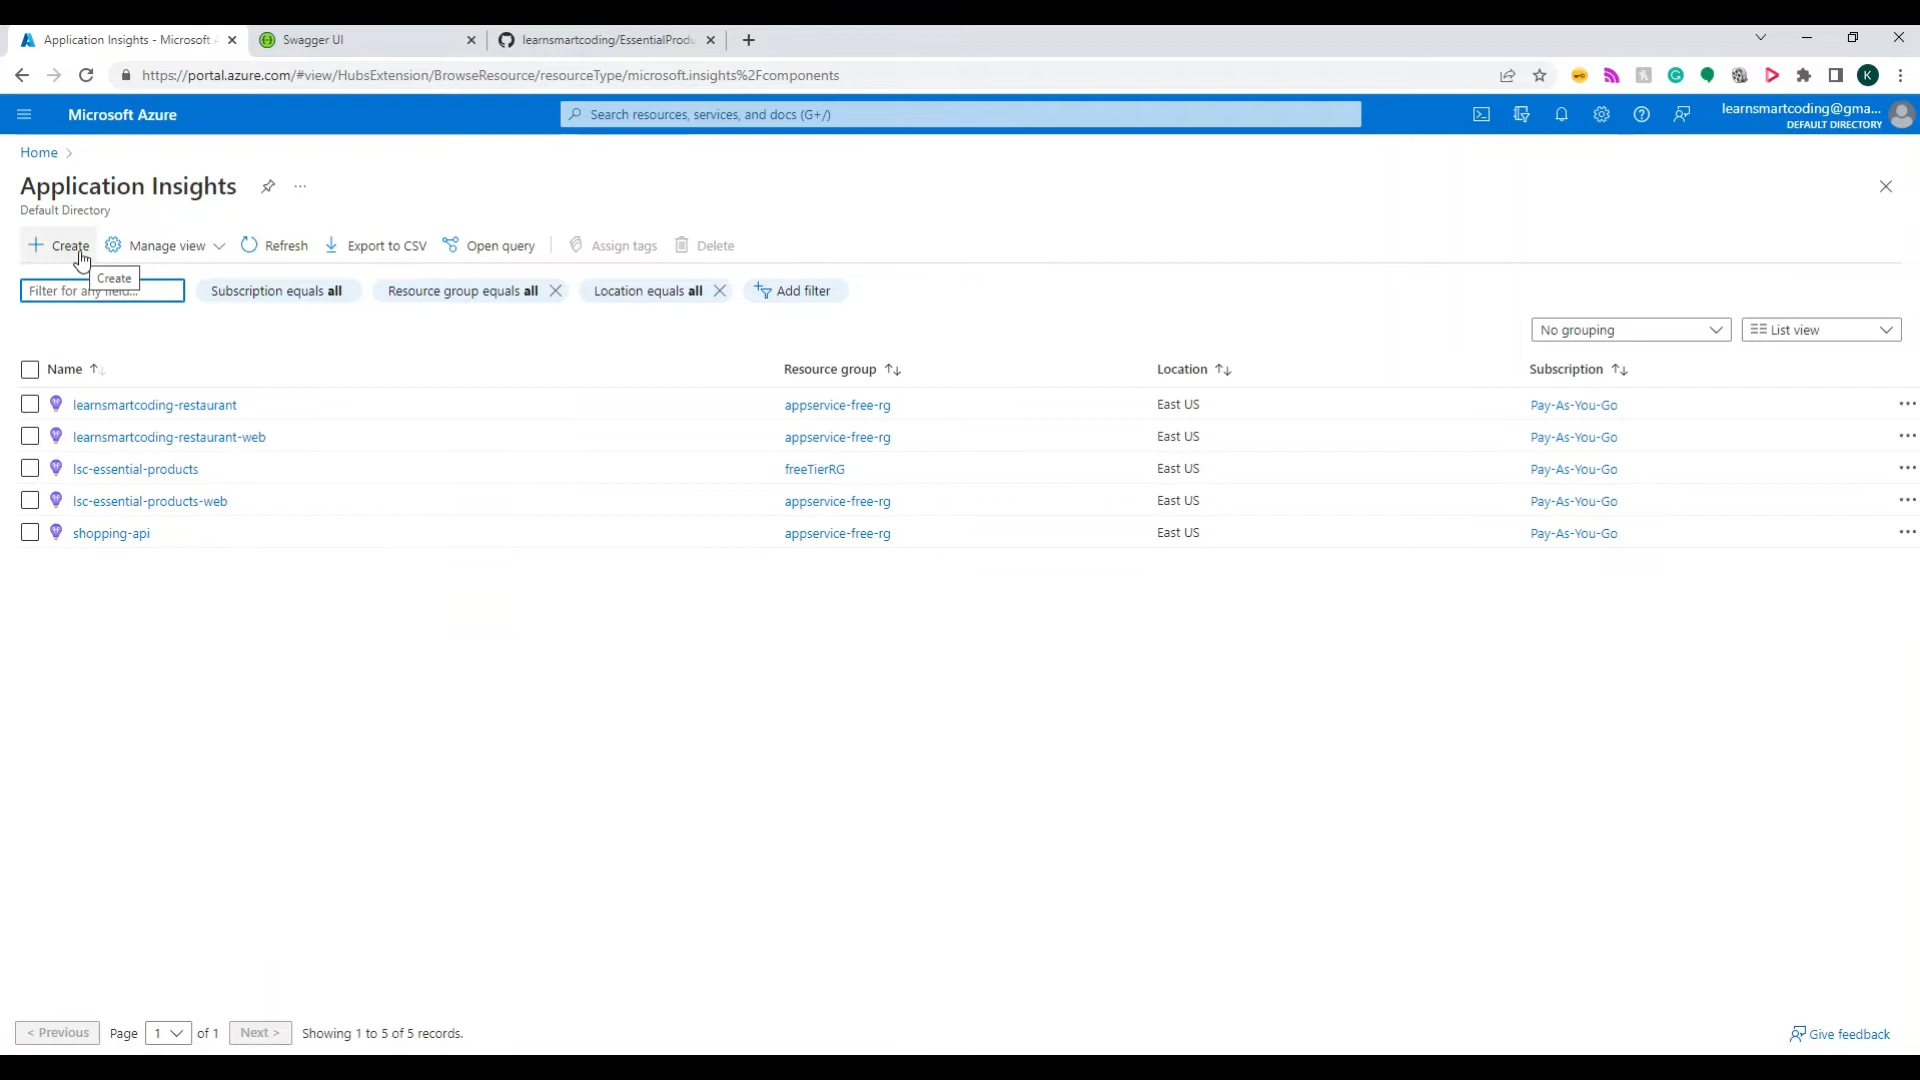 Application Insights - Microsoft A
Swagger UI
learnsmartcoding/EssentialProdu
https://portal.azure.com/#view/HubsExtension/BrowseResource/resourceType/microsoft.insights%2Fcomponents
K
Microsoft Azure
Search resources, services, and docs (G+/)
learnsmartcoding@gma...
DEFAULT DIRECTORY
Home >
Application Insights
...
Default Directory
+ Create
Manage view
Refresh
Export to CSV
Open query
Assign tags
Delete
Create
Filter for any field...
Subscription equals all
Resource group equals all
Location equals all
Add filter
No grouping
List view
Name
Resource group
Location
Subscription
learnsmartcoding-restaurant appservice-free-rg East US Pay-As-You-Go ...
learnsmartcoding-restaurant-web appservice-free-rg East US Pay-As-You-Go ...
lsc-essential-products freeTierRG East US Pay-As-You-Go ...
lsc-essential-products-web appservice-free-rg East US Pay-As-You-Go ...
shopping-api appservice-free-rg East US Pay-As-You-Go ...
< Previous Page 1 of 1 Next > Showing 1 to 5 of 5 records.
Give feedback